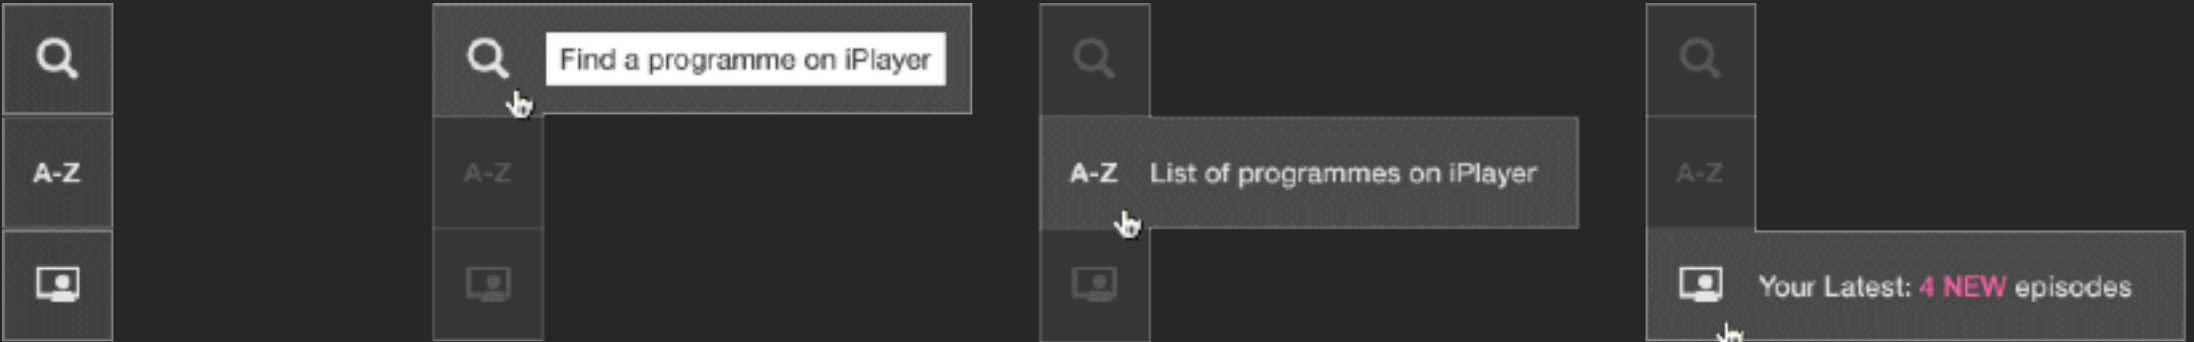 A-Z
Find a programme on iPlayer
A-Z
A-Z List of programmes on iPlayer
A-Z
Your Latest: 4 NEW episodes